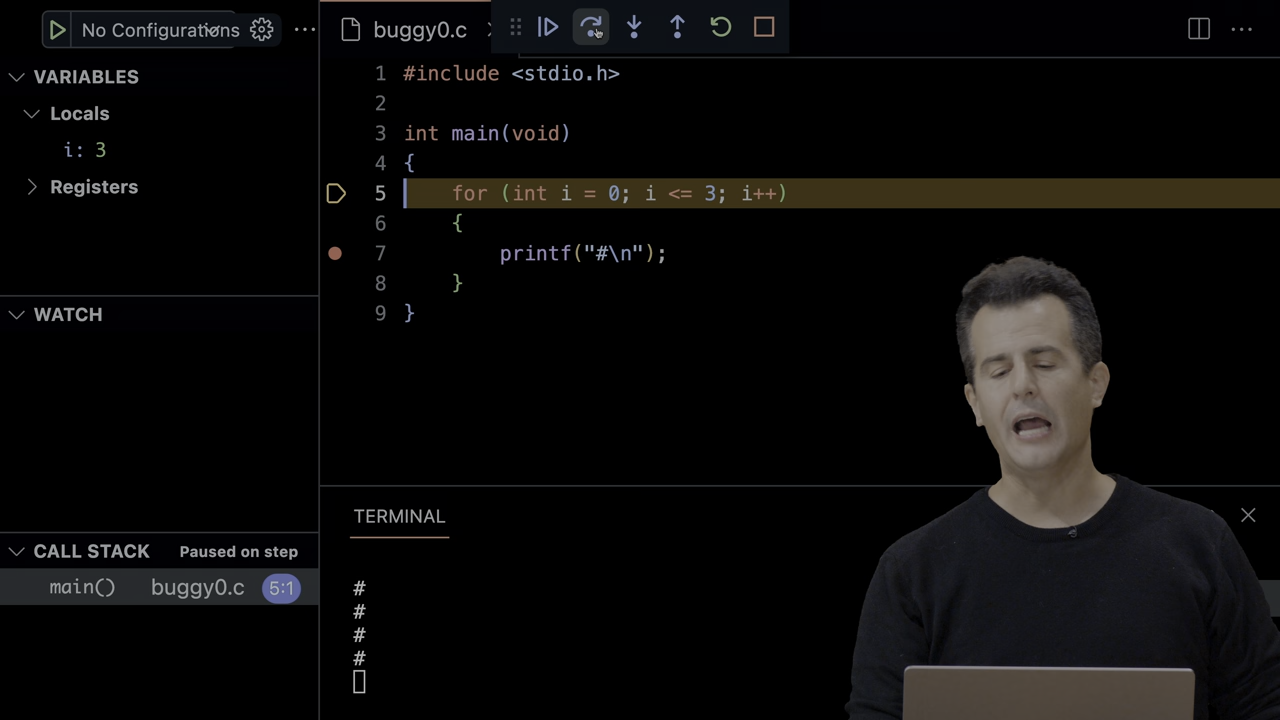 No Configurations
buggy0.c
VARIABLES
Locals
i: 3
Registers
WATCH
CALL STACK Paused on step
main() buggy0.c 5:1
1 #include <stdio.h>
2
3 int main(void)
4 {
5 for (int i = 0; i <= 3; i++)
6 {
7 printf("#\n");
8 }
9 }
TERMINAL
#
#
#
#